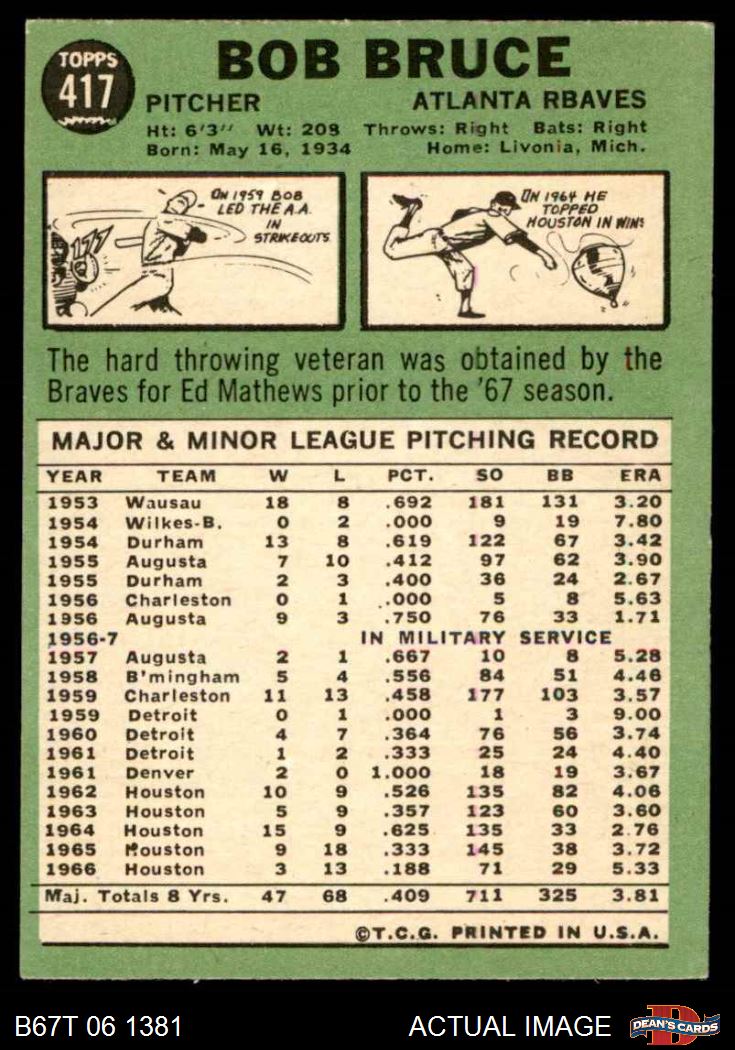 TOPPS
417
BOB BRUCE
PITCHER ATLANTA RBAVES
Ht: 6'3" Wt: 208 Throws: Right Bats: Right
Born: May 16, 1934 Home: Livonia, Mich.
IN 1959 BOB
LED THE A.A.
IN
STRIKEOUTS
177
IN 1964 HE
TOPPED
HOUSTON IN WINS
The hard throwing veteran was obtained by the
Braves for Ed Mathews prior to the '67 season.
MAJOR & MINOR LEAGUE PITCHING RECORD
YEAR TEAM W L PCT. SO BB ERA
1953 Wausau 18 8 .692 181 131 3.20
1954 Wilkes-B. 0 2 .000 9 19 7.80
1954 Durham 13 8 .619 122 67 3.42
1955 Augusta 7 10 .412 97 62 3.90
1955 Durham 2 3 .400 36 24 2.67
1956 Charleston 0 1 .000 5 8 5.63
1956 Augusta 9 3 .750 76 33 1.71
1956-7 IN MILITARY SERVICE
1957 Augusta 2 1 .667 10 8 5.28
1958 B'mingham 5 4 .556 84 51 4.46
1959 Charleston 11 13 .458 177 103 3.57
1959 Detroit 0 1 .000 1 3 9.00
1960 Detroit 4 7 .364 76 56 3.74
1961 Detroit 1 2 .333 25 24 4.40
1961 Denver 2 0 1.000 18 19 3.67
1962 Houston 10 9 .526 135 82 4.06
1963 Houston 5 9 .357 123 60 3.60
1964 Houston 15 9 .625 135 33 2.76
1965 Houston 9 18 .333 145 38 3.72
1966 Houston 3 13 .188 71 29 5.33
Maj. Totals 8 Yrs. 47 68 .409 711 325 3.81
©T.C.G. PRINTED IN U.S.A.
B67T 06 1381 ACTUAL IMAGE
D
DEAN'S CARDS